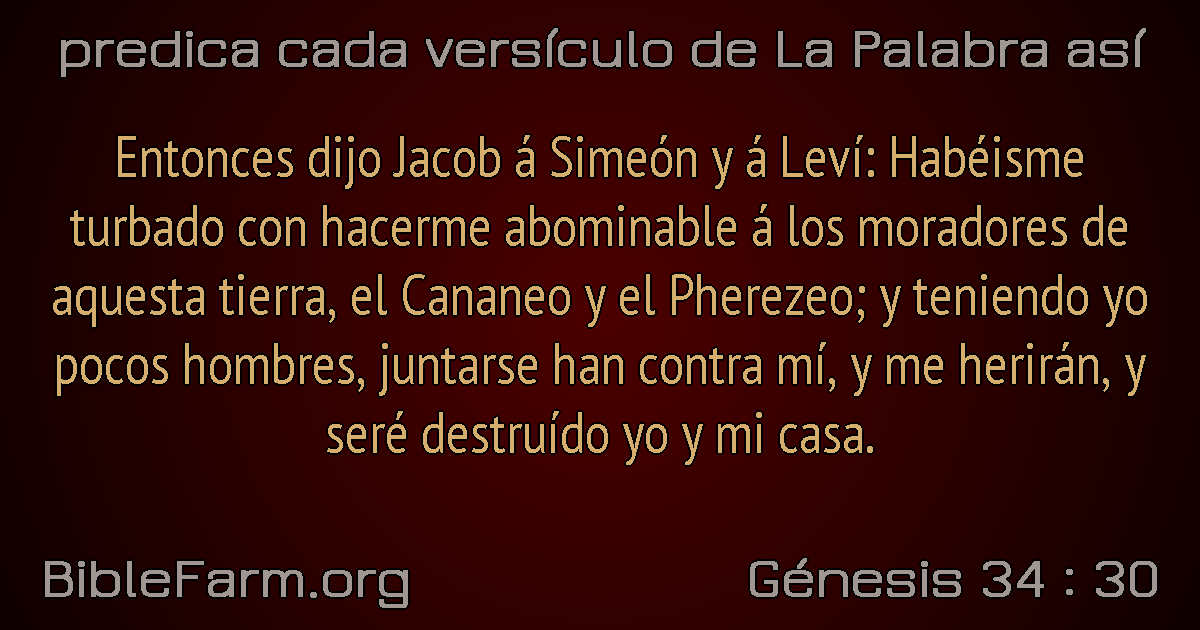 predica cada versículo de La Palabra así
Entonces dijo Jacob á Simeón y á Leví: Habéisme
turbado con hacerme abominable á los moradores de
aquesta tierra, el Cananeo y el Pherezeo; y teniendo yo
pocos hombres, juntarse han contra mí, y me herirán, y
seré destruído yo y mi casa.
BibleFarm.org
Génesis 34 : 30